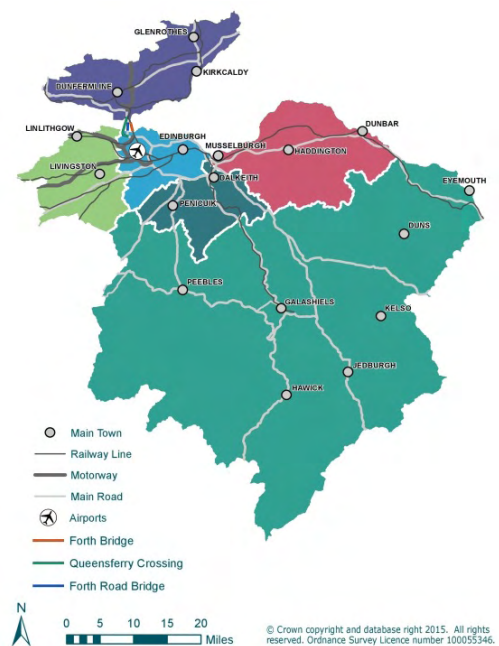 GLENROTHES
KIRKCALDY
DUNFERMLINE
LINLITHGOW
EDINBURGH
DUNBAR
MUSSELBURGH
HADDINGTON
LIVINGSTON
DALKEITH
EYEMOUTH
PENICUIK
DUNS
PEEBLES
GALASHIELS
KELSO
JEDBURGH
HAWICK
Main Town
Railway Line
Motorway
Main Road
Airports
Forth Bridge
Queensferry Crossing
Forth Road Bridge
N
0 5 10 15 20
Miles
© Crown copyright and database right 2015. All rights
reserved. Ordnance Survey Licence number 100055346.